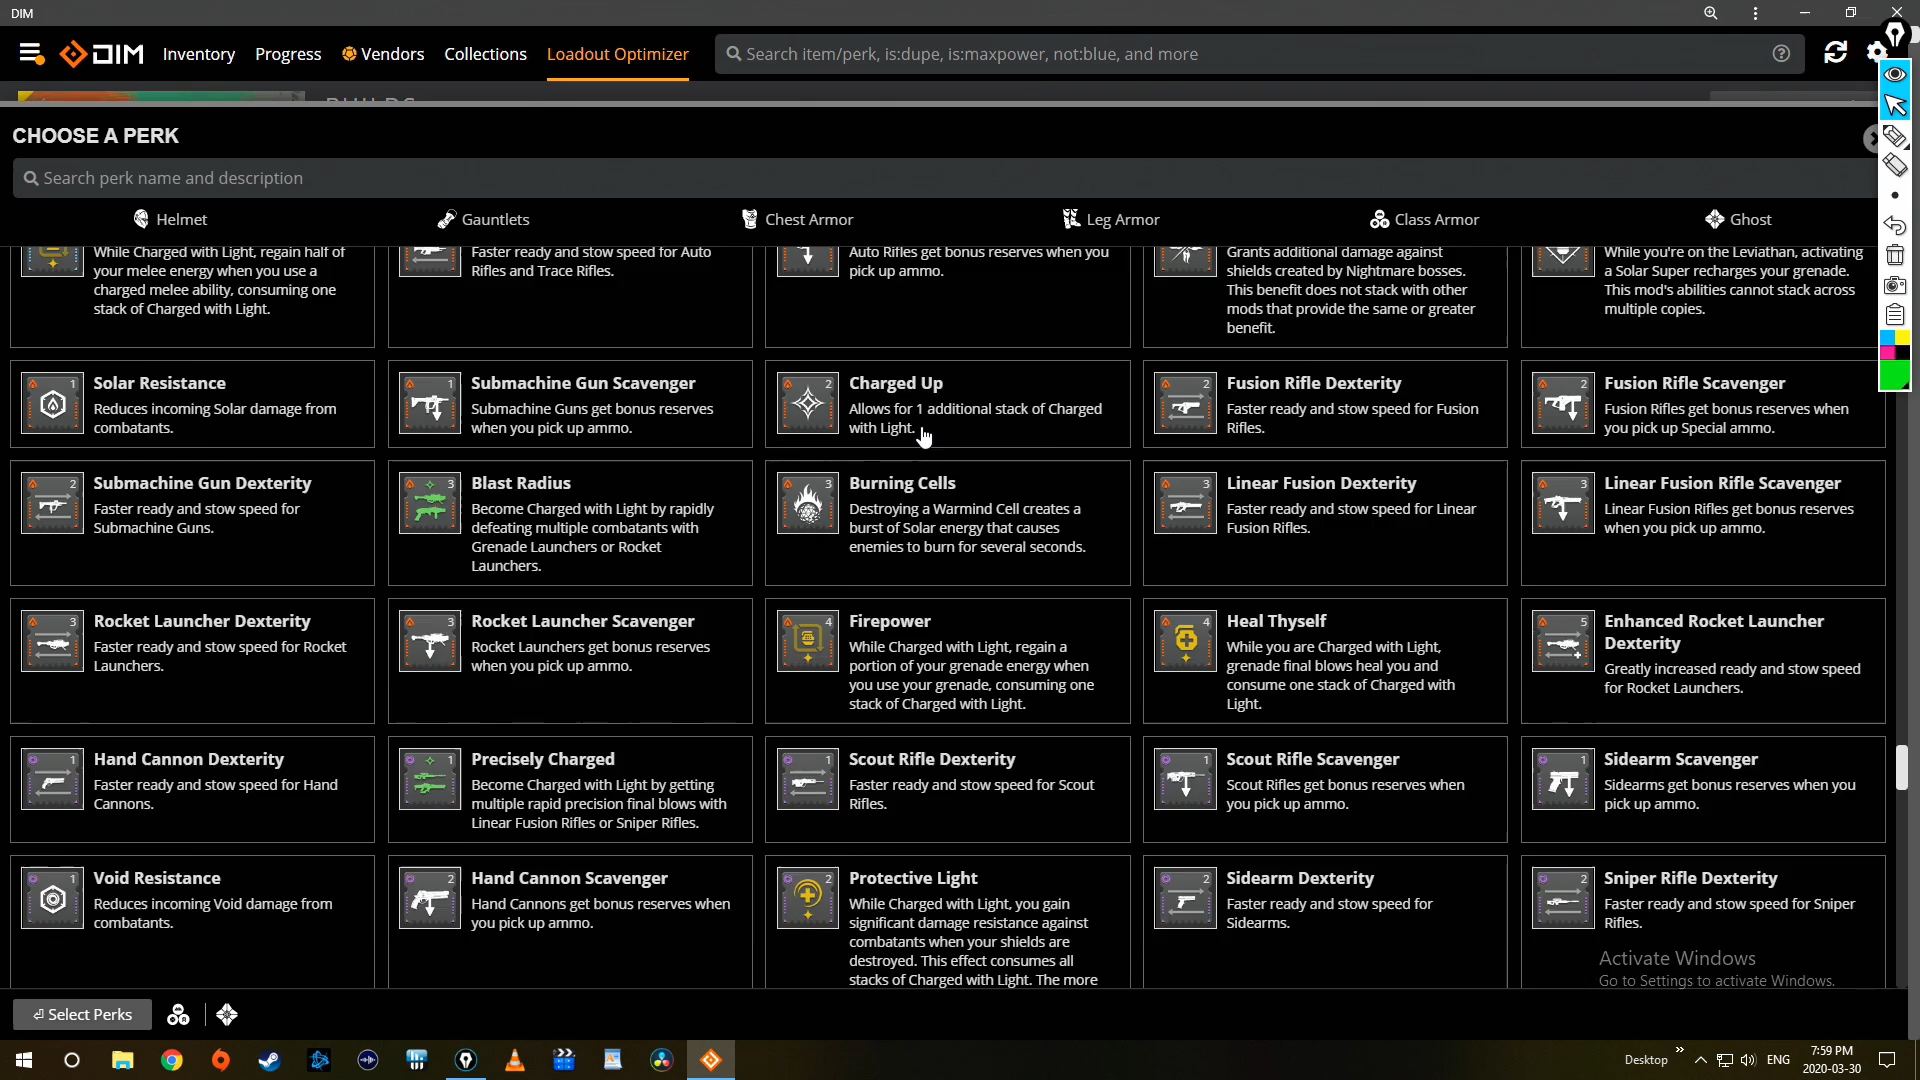 DIM
DIM Inventory Progress Vendors Collections Loadout Optimizer Search item/perk, is:dupe, is:maxpower, not:blue, and more
CHOOSE A PERK
Search perk name and description
Helmet Gauntlets Chest Armor Leg Armor Class Armor Ghost
While Charged with Light, regain half of
your melee energy when you use a
charged melee ability, consuming one
stack of Charged with Light.
Faster ready and stow speed for Auto
Rifles and Trace Rifles.
Auto Rifles get bonus reserves when you
pick up ammo.
Grants additional damage against
shields created by Nightmare bosses.
This benefit does not stack with other
mods that provide the same or greater
benefit.
While you're on the Leviathan, activating
a Solar Super recharges your grenade.
This mod's abilities cannot stack across
multiple copies.
1
Solar Resistance
Reduces incoming Solar damage from
combatants.
1
Submachine Gun Scavenger
Submachine Guns get bonus reserves
when you pick up ammo.
2
Charged Up
Allows for 1 additional stack of Charged
with Light.
2
Fusion Rifle Dexterity
Faster ready and stow speed for Fusion
Rifles.
2
Fusion Rifle Scavenger
Fusion Rifles get bonus reserves when
you pick up Special ammo.
2
Submachine Gun Dexterity
Faster ready and stow speed for
Submachine Guns.
3
Blast Radius
Become Charged with Light by rapidly
defeating multiple combatants with
Grenade Launchers or Rocket
Launchers.
3
Burning Cells
Destroying a Warmind Cell creates a
burst of Solar energy that causes
enemies to burn for several seconds.
3
Linear Fusion Dexterity
Faster ready and stow speed for Linear
Fusion Rifles.
3
Linear Fusion Rifle Scavenger
Linear Fusion Rifles get bonus reserves
when you pick up ammo.
3
Rocket Launcher Dexterity
Faster ready and stow speed for Rocket
Launchers.
3
Rocket Launcher Scavenger
Rocket Launchers get bonus reserves
when you pick up ammo.
4
Firepower
While Charged with Light, regain a
portion of your grenade energy when
you use your grenade, consuming one
stack of Charged with Light.
4
Heal Thyself
While you are Charged with Light,
grenade final blows heal you and
consume one stack of Charged with
Light.
5
Enhanced Rocket Launcher
Dexterity
Greatly increased ready and stow speed
for Rocket Launchers.
1
Hand Cannon Dexterity
Faster ready and stow speed for Hand
Cannons.
1
Precisely Charged
Become Charged with Light by getting
multiple rapid precision final blows with
Linear Fusion Rifles or Sniper Rifles.
1
Scout Rifle Dexterity
Faster ready and stow speed for Scout
Rifles.
1
Scout Rifle Scavenger
Scout Rifles get bonus reserves when
you pick up ammo.
1
Sidearm Scavenger
Sidearms get bonus reserves when you
pick up ammo.
1
Void Resistance
Reduces incoming Void damage from
combatants.
2
Hand Cannon Scavenger
Hand Cannons get bonus reserves when
you pick up ammo.
2
Protective Light
While Charged with Light, you gain
significant damage resistance against
combatants when your shields are
destroyed. This effect consumes all
stacks of Charged with Light. The more
2
Sidearm Dexterity
Faster ready and stow speed for
Sidearms.
2
Sniper Rifle Dexterity
Faster ready and stow speed for Sniper
Rifles.
Activate Windows
Go to Settings to activate Windows.
Select Perks
Desktop » ENG 7:59 PM
2020-03-30